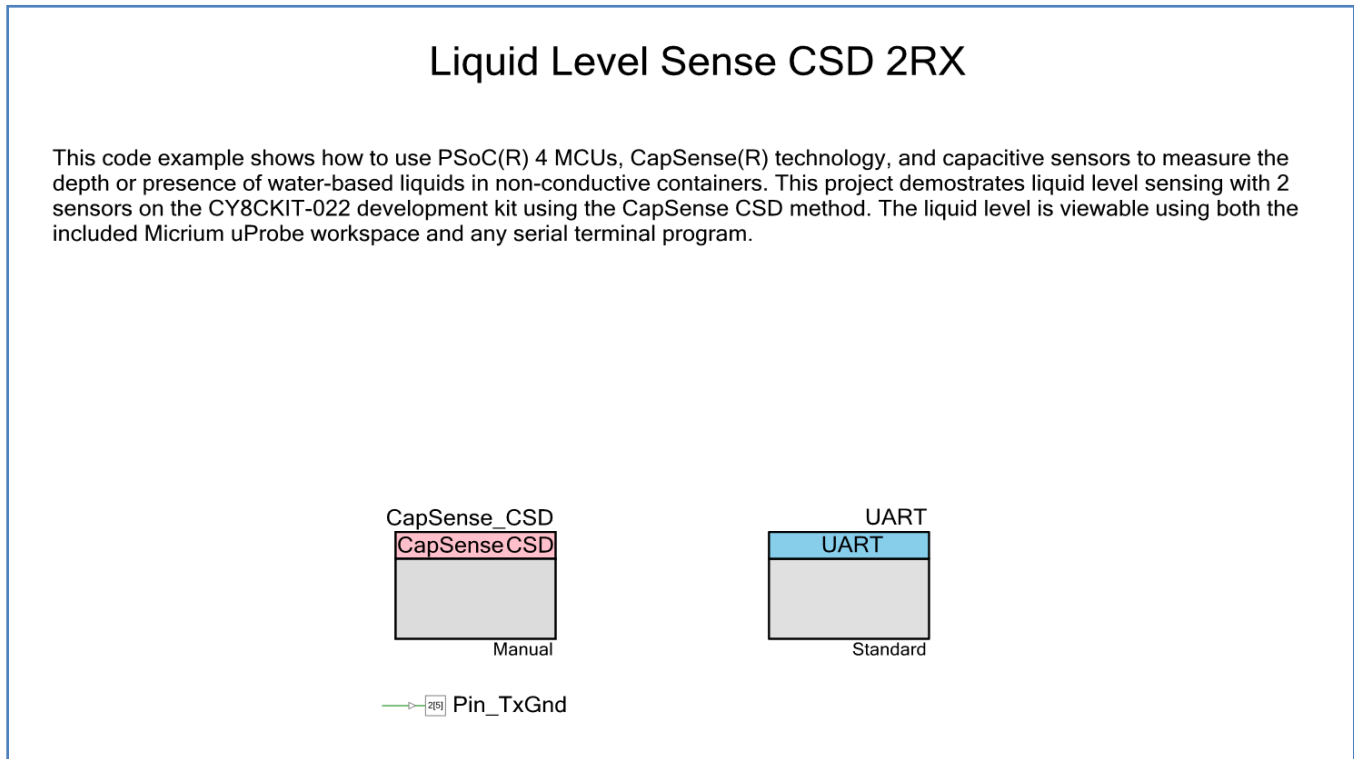 Liquid Level Sense CSD 2RX
This code example shows how to use PSoC(R) 4 MCUs, CapSense(R) technology, and capacitive sensors to measure the
depth or presence of water-based liquids in non-conductive containers. This project demostrates liquid level sensing with 2
sensors on the CY8CKIT-022 development kit using the CapSense CSD method. The liquid level is viewable using both the
included Micrium uProbe workspace and any serial terminal program.
CapSense_CSD
CapSenseCSD
Manual
UART
UART
Standard
2[5] Pin_TxGnd